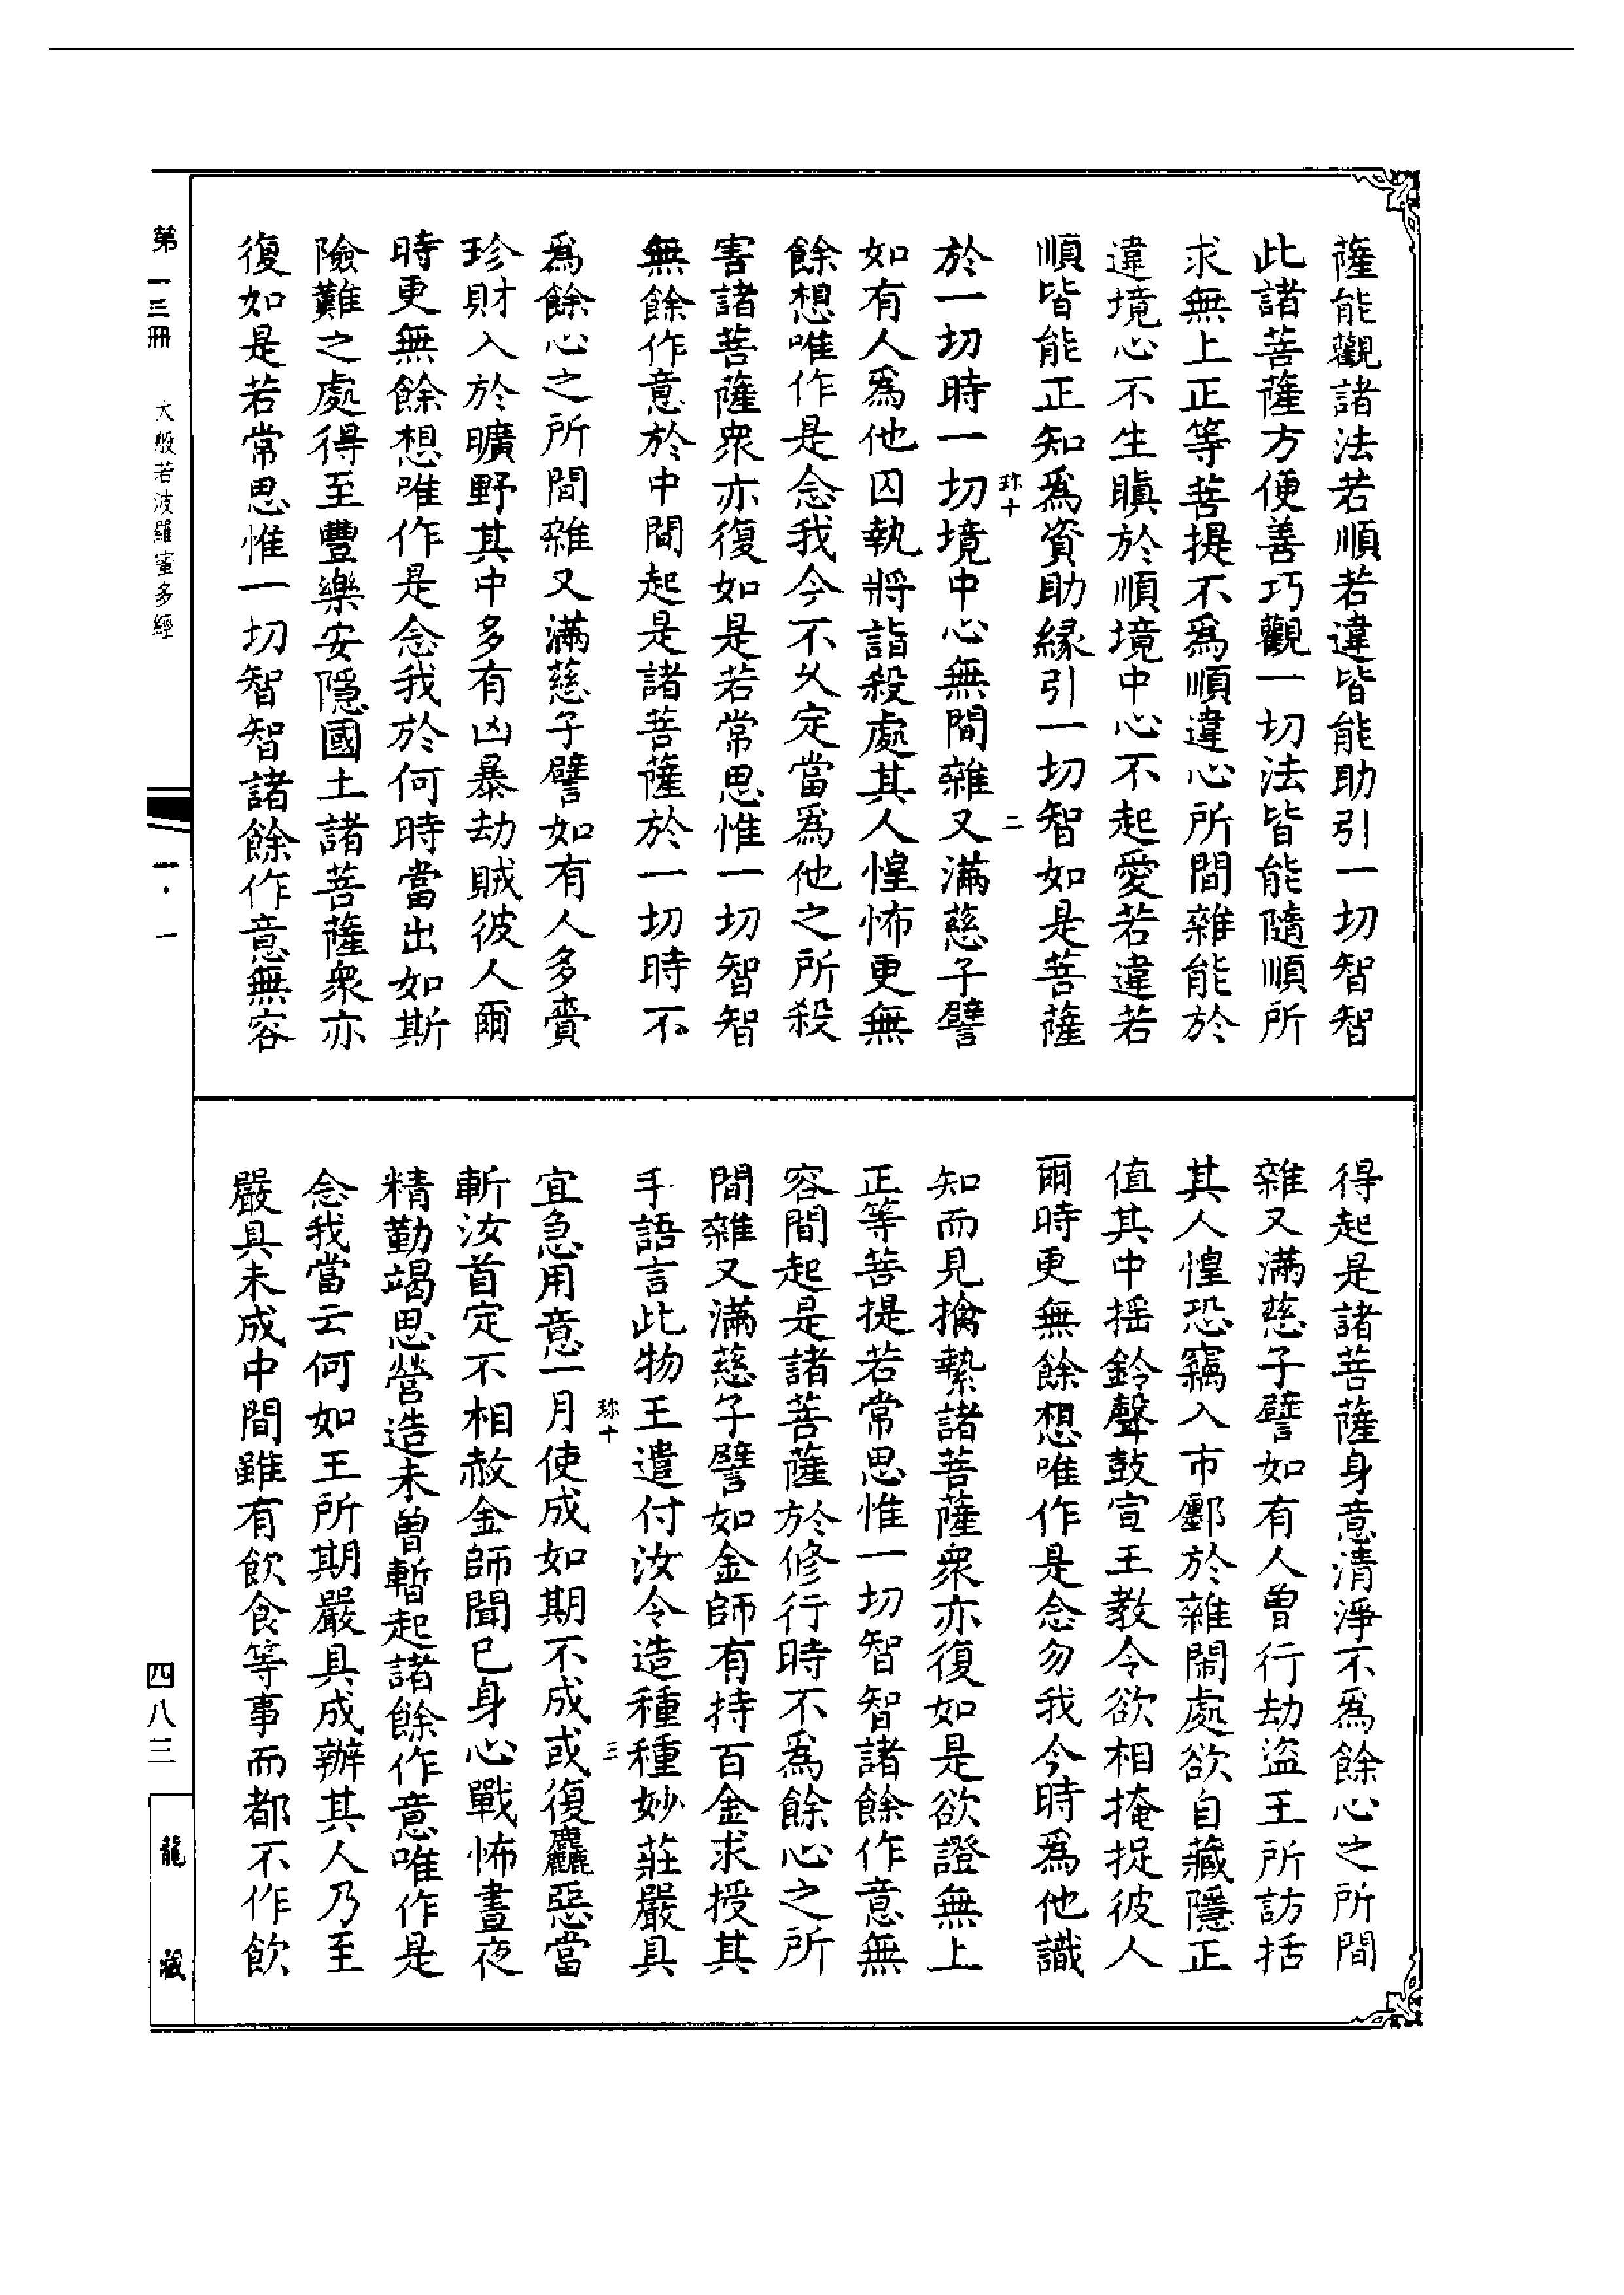 薩能觀諸法若順若違皆能助引一切智智
此諸菩薩方便善巧觀一切法皆能隨順所
求無上正等菩提不爲順違心所間雜能於
違境心不生瞋於順境中心不起愛若違若
順皆能正知爲資助緣引一切智如是菩薩
珎十 二
於一切時一切境中心無間雜又滿慈子譬
如有人爲他囚執將詣殺處其人惶怖更無
餘想唯作是念我今不久定當爲他之所殺
害諸菩薩衆亦復如是若常思惟一切智智
無餘作意於中間起是諸菩薩於一切時不
爲餘心之所間雜又滿慈子譬如有人多賫
珍財入於曠野其中多有凶暴劫賊彼人爾
時更無餘想唯作是念我於何時當出如斯
險難之處得至豐樂安隱國土諸菩薩衆亦
復如是若常思惟一切智智諸餘作意無容
得起是諸菩薩身意清淨不爲餘心之所間
雜又滿慈子譬如有人曾行劫盜王所訪括
其人惶恐竊入市鄽於雜閙處欲自藏隱正
值其中搖鈴聲鼓宣王教令欲相掩捉彼人
爾時更無餘想唯作是念勿我今時爲他識
知而見擒縶諸菩薩衆亦復如是欲證無上
正等菩提若常思惟一切智智諸餘作意無
容間起是諸菩薩於修行時不爲餘心之所
間雜又滿慈子譬如金師有持百金求授其
手語言此物王遣付汝令造種種妙莊嚴具
珎十 三
宜急用意一月使成如期不成或復麤惡當
斬汝首定不相赦金師聞已身心戰怖晝夜
精勤竭思營造未曾暫起諸餘作意唯作是
念我當云何如王所期嚴具成辦其人乃至
嚴具未成中間雖有飲食等事而都不作飲
第一三冊 大般若波羅蜜多經 一·一 四八三
龍藏